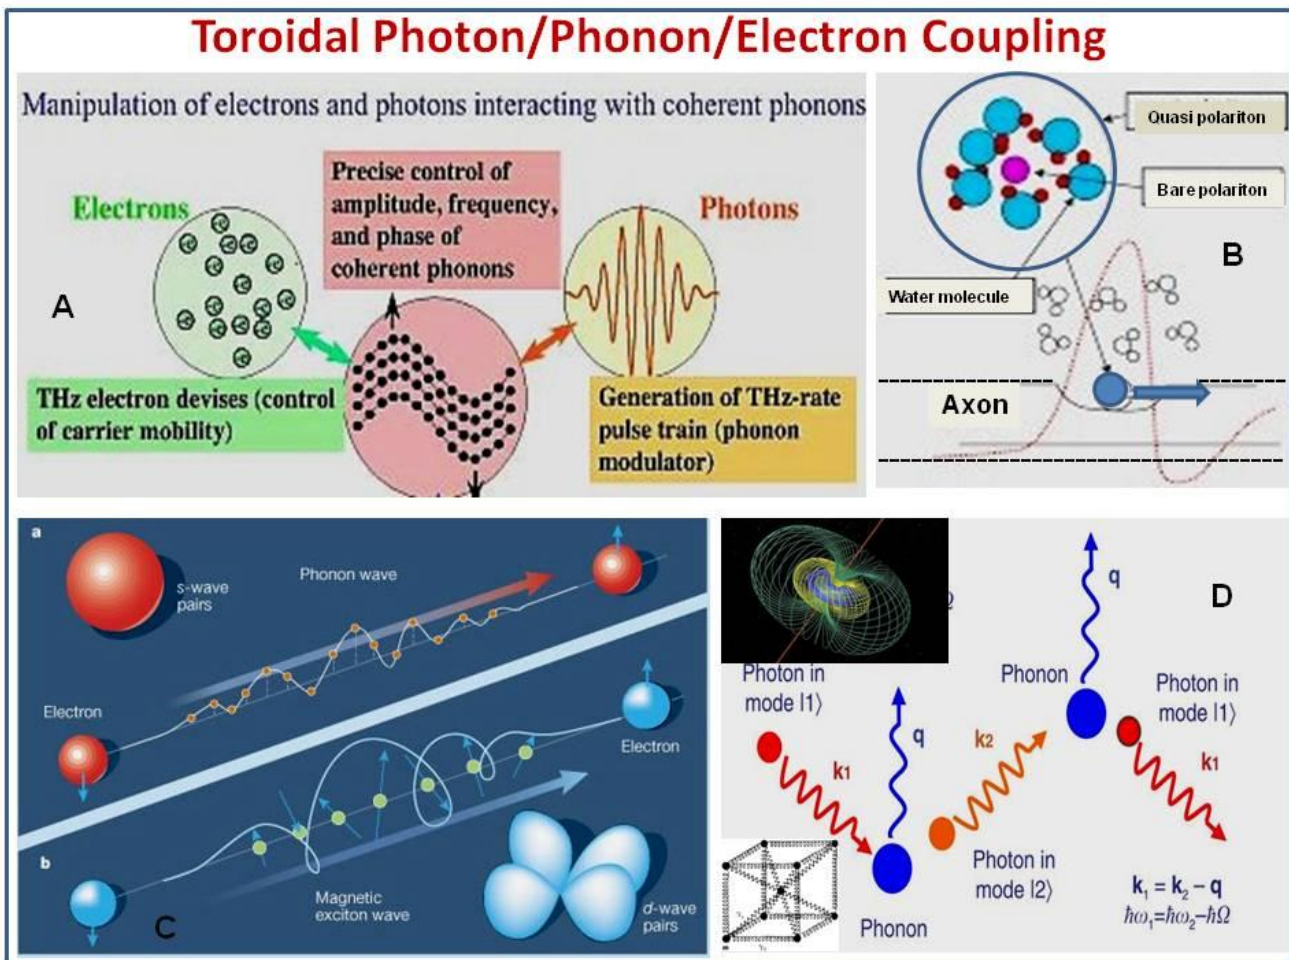 Toroidal Photon/Phonon/Electron Coupling
Manipulation of electrons and photons interacting with coherent phonons
Electrons
Precise control of
amplitude, frequency,
and phase of
coherent phonons
Photons
A
THz electron devises (control
of carrier mobility)
Generation of THz-rate
pulse train (phonon
modulator)
Quasi polariton
Bare polariton
B
Water molecule
Axon
a
s-wave
pairs
Phonon wave
Electron
Electron
b
Magnetic
exciton wave
d-wave
pairs
C
D
Photon in
mode |1⟩
k1
q
Phonon
Phonon
q
k2
Photon in
mode |2⟩
Photon in
mode |1⟩
k1
k₁ = k₂ – q
ℏω₁=ℏω₂–ℏΩ